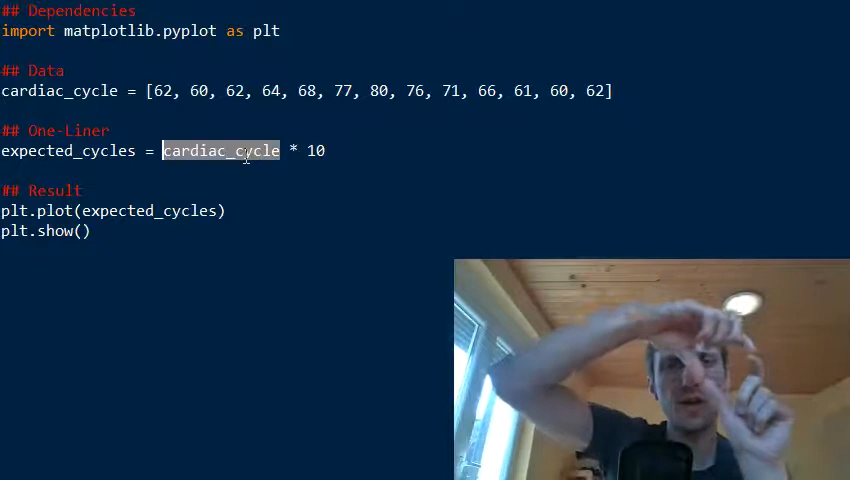 ## Dependencies
import matplotlib.pyplot as plt
## Data
cardiac_cycle = [62, 60, 62, 64, 68, 77, 80, 76, 71, 66, 61, 60, 62]
## One-Liner
expected_cycles = cardiac_cycle * 10
## Result
plt.plot(expected_cycles)
plt.show()